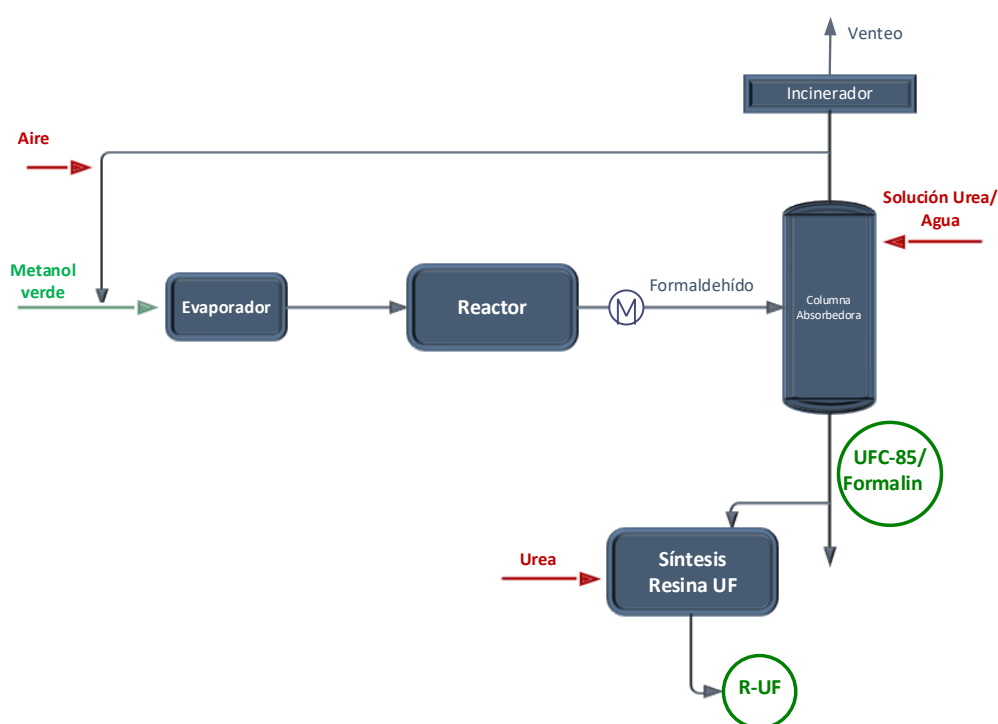 Venteo
Incinerador
Aire
Solución Urea/
Agua
Metanol
verde
Evaporador
Reactor
M
Formaldehído
Columna
Absorbedora
UFC-85/
Formalin
Urea
Síntesis
Resina UF
R-UF